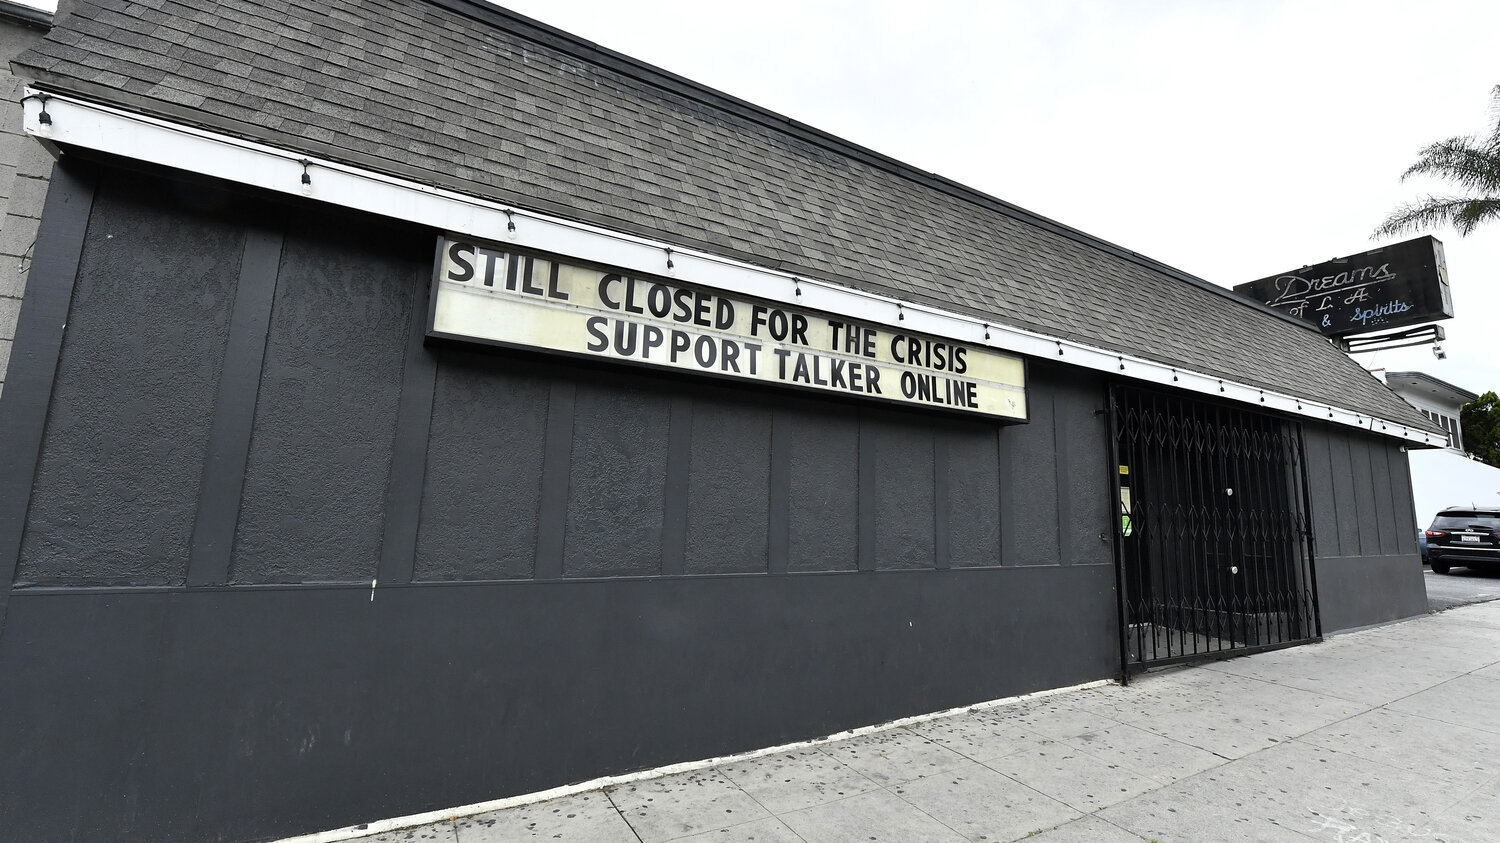 STILL CLOSED FOR THE CRISIS
SUPPORT TALKER ONLINE
Dreams
of L A
& Spirits